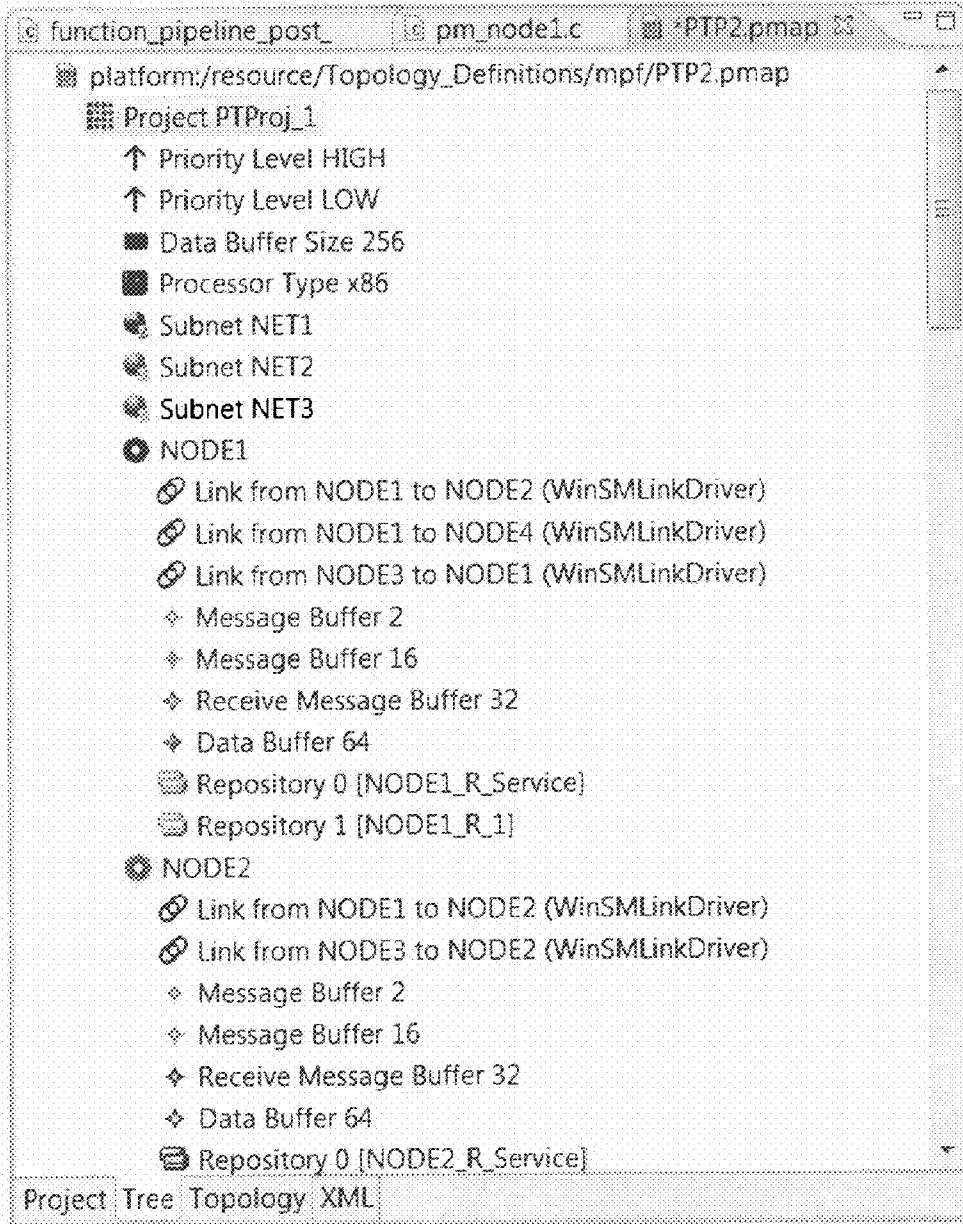 function_pipeline_post_ pm_node1.c *PTP2.pmap
platform:/resource/Topology_Definitions/mpf/PTP2.pmap
Project PTProj_1
Priority Level HIGH
Priority Level LOW
Data Buffer Size 256
Processor Type x86
Subnet NET1
Subnet NET2
Subnet NET3
NODE1
Link from NODE1 to NODE2 (WinSMLinkDriver)
Link from NODE1 to NODE4 (WinSMLinkDriver)
Link from NODE3 to NODE1 (WinSMLinkDriver)
Message Buffer 2
Message Buffer 16
Receive Message Buffer 32
Data Buffer 64
Repository 0 [NODE1_R_Service]
Repository 1 [NODE1_R_1]
NODE2
Link from NODE1 to NODE2 (WinSMLinkDriver)
Link from NODE3 to NODE2 (WinSMLinkDriver)
Message Buffer 2
Message Buffer 16
Receive Message Buffer 32
Data Buffer 64
Repository 0 [NODE2_R_Service]
Project Tree Topology XML